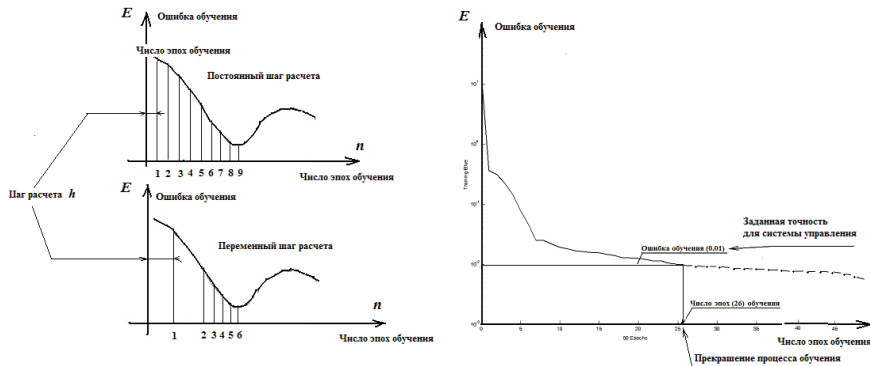 E
Ошибка обучения
Число эпох обучения
Постоянный шаг расчета
n
1 2 3 4 5 6 7 8 9
Число эпох обучения
Шаг расчета h
E
Ошибка обучения
Переменный шаг расчета
n
1 2 3 4 5 6
Число эпох обучения
E
Ошибка обучения
Training-Blue
Заданная точность
для системы управления
Ошибка обучения (0,01)
Число эпох (26) обучения
0 5 10 15 20 25 35 40 45
Число эпох обучения
Прекрашение процесса обучения